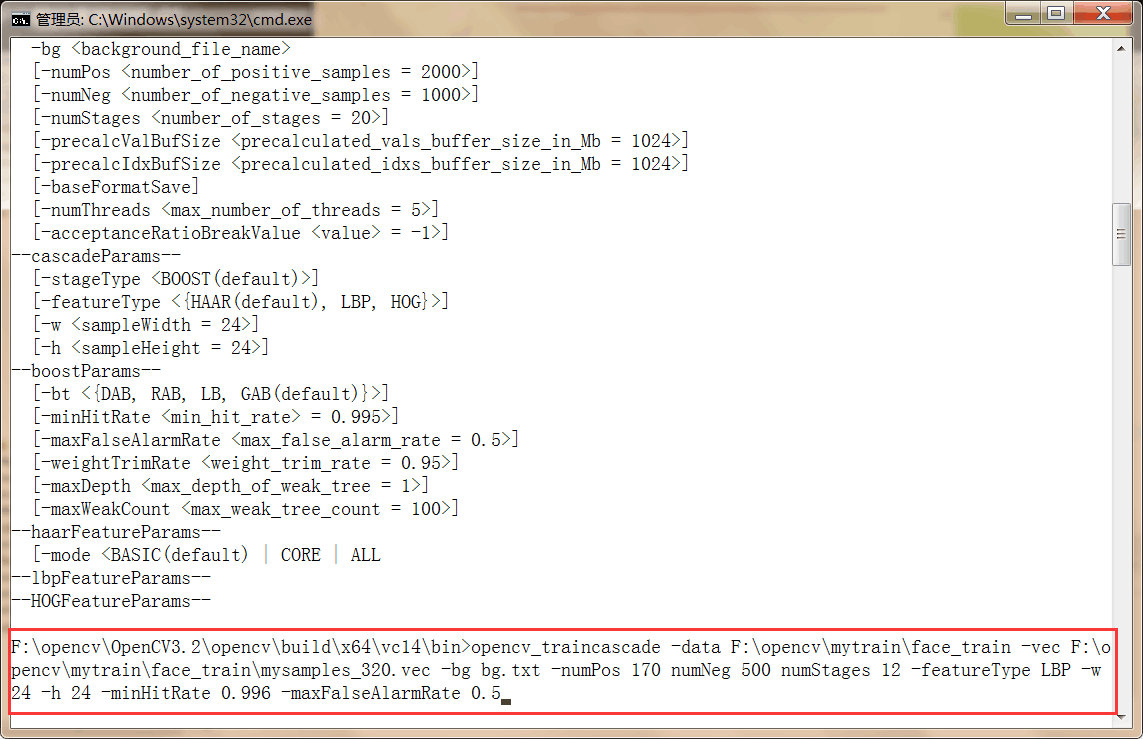 管理员: C:\Windows\system32\cmd.exe
-bg <background_file_name>
[-numPos <number_of_positive_samples = 2000>]
[-numNeg <number_of_negative_samples = 1000>]
[-numStages <number_of_stages = 20>]
[-precalcValBufSize <precalculated_vals_buffer_size_in_Mb = 1024>]
[-precalcIdxBufSize <precalculated_idxs_buffer_size_in_Mb = 1024>]
[-baseFormatSave]
[-numThreads <max_number_of_threads = 5>]
[-acceptanceRatioBreakValue <value> = -1>]
--cascadeParams--
[-stageType <BOOST(default)>]
[-featureType <{HAAR(default), LBP, HOG}>]
[-w <sampleWidth = 24>]
[-h <sampleHeight = 24>]
--boostParams--
[-bt <{DAB, RAB, LB, GAB(default)}>]
[-minHitRate <min_hit_rate> = 0.995>]
[-maxFalseAlarmRate <max_false_alarm_rate = 0.5>]
[-weightTrimRate <weight_trim_rate = 0.95>]
[-maxDepth <max_depth_of_weak_tree = 1>]
[-maxWeakCount <max_weak_tree_count = 100>]
--haarFeatureParams--
[-mode <BASIC(default) | CORE | ALL
--lbpFeatureParams--
--HOGFeatureParams--
F:\opencv\OpenCV3.2\opencv\build\x64\vc14\bin>opencv_traincascade -data F:\opencv\mytrain\face_train -vec F:\o
pencv\mytrain\face_train\mysamples_320.vec -bg bg.txt -numPos 170 numNeg 500 numStages 12 -featureType LBP -w
24 -h 24 -minHitRate 0.996 -maxFalseAlarmRate 0.5